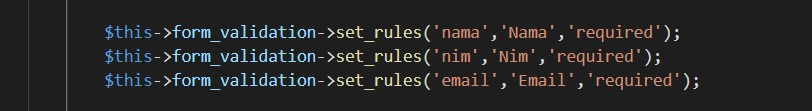 $this->form_validation->set_rules('nama','Nama','required');
$this->form_validation->set_rules('nim','Nim','required');
$this->form_validation->set_rules('email','Email','required');